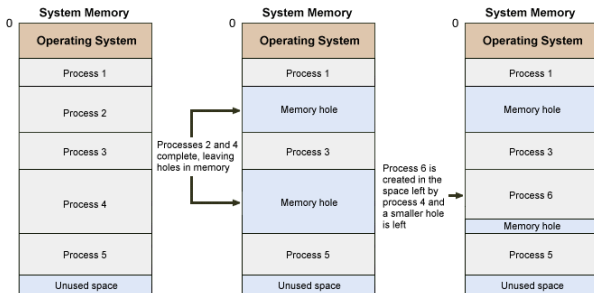 System Memory
0
Operating System
Process 1
Process 2
Process 3
Process 4
Process 5
Unused space
Processes 2 and 4
complete, leaving
holes in memory
System Memory
0
Operating System
Process 1
Memory hole
Process 3
Memory hole
Process 5
Unused space
Process 6 is
created in the
space left by
process 4 and
a smaller hole
is left
System Memory
0
Operating System
Process 1
Memory hole
Process 3
Process 6
Memory hole
Process 5
Unused space